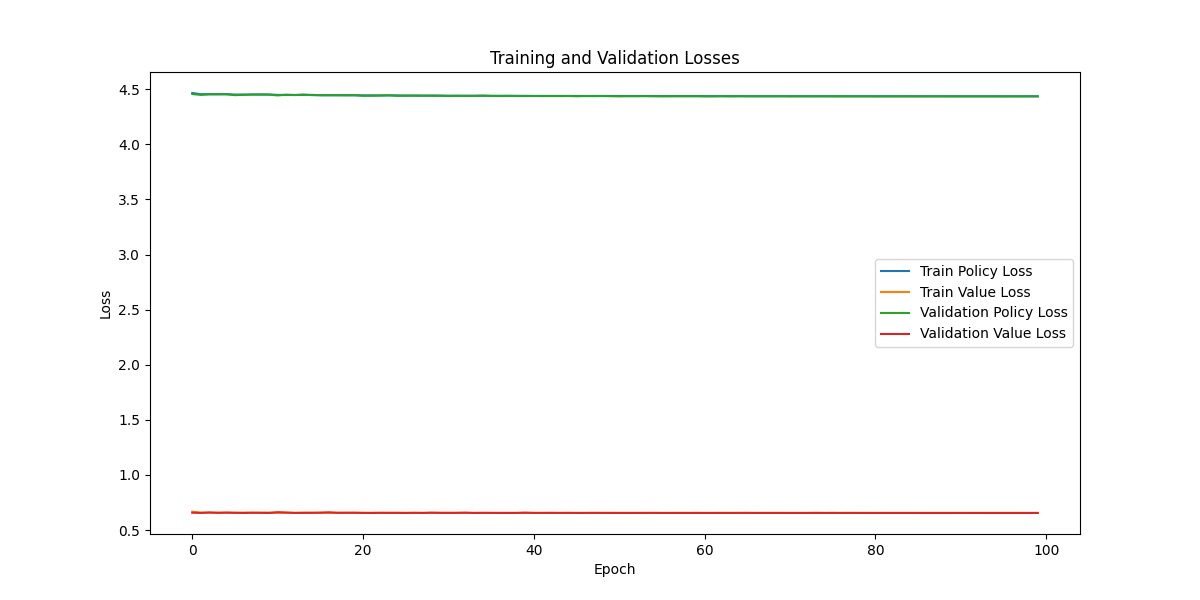 Training and Validation Losses
4.5
4.0
3.5
3.0
2.5
2.0
1.5
1.0
0.5
Loss
Train Policy Loss
Train Value Loss
Validation Policy Loss
Validation Value Loss
0 20 40 60 80 100
Epoch